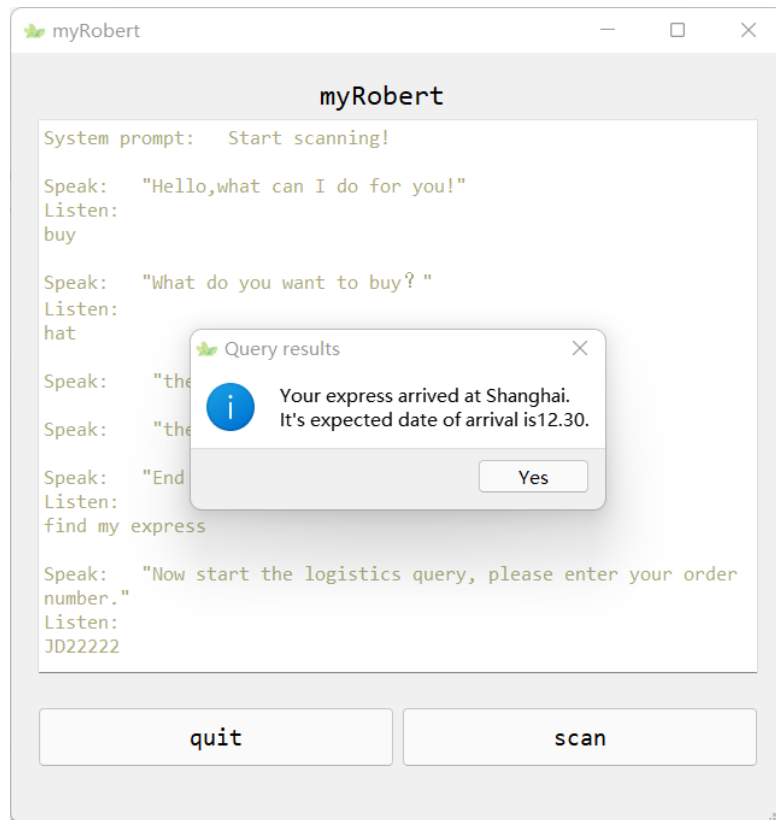 myRobert
myRobert
System prompt:   Start scanning!
Speak:   "Hello,what can I do for you!"
Listen:
buy
Speak:   "What do you want to buy？"
Listen:
hat
Speak:    "the
Speak:    "the
Speak:   "End
Listen:
find my express
Speak:   "Now start the logistics query, please enter your order
number."
Listen:
JD22222
Query results
Your express arrived at Shanghai.
It's expected date of arrival is12.30.
Yes
quit
scan